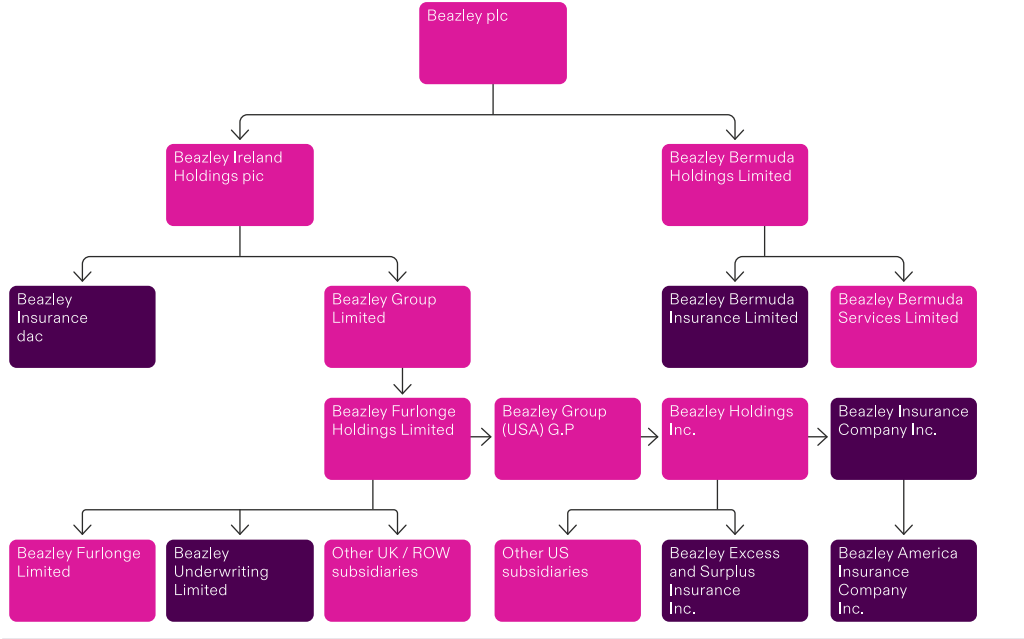 Beazley plc
Beazley Ireland
Holdings pic
Beazley Bermuda
Holdings Limited
Beazley
Insurance
dac
Beazley Group
Limited
Beazley Bermuda
Insurance Limited
Beazley Bermuda
Services Limited
Beazley Furlonge
Holdings Limited
Beazley Group
(USA) G.P
Beazley Holdings
Inc.
Beazley Insurance
Company Inc.
Beazley Furlonge
Limited
Beazley
Underwriting
Limited
Other UK / ROW
subsidiaries
Other US
subsidiaries
Beazley Excess
and Surplus
Insurance
Inc.
Beazley America
Insurance
Company
Inc.